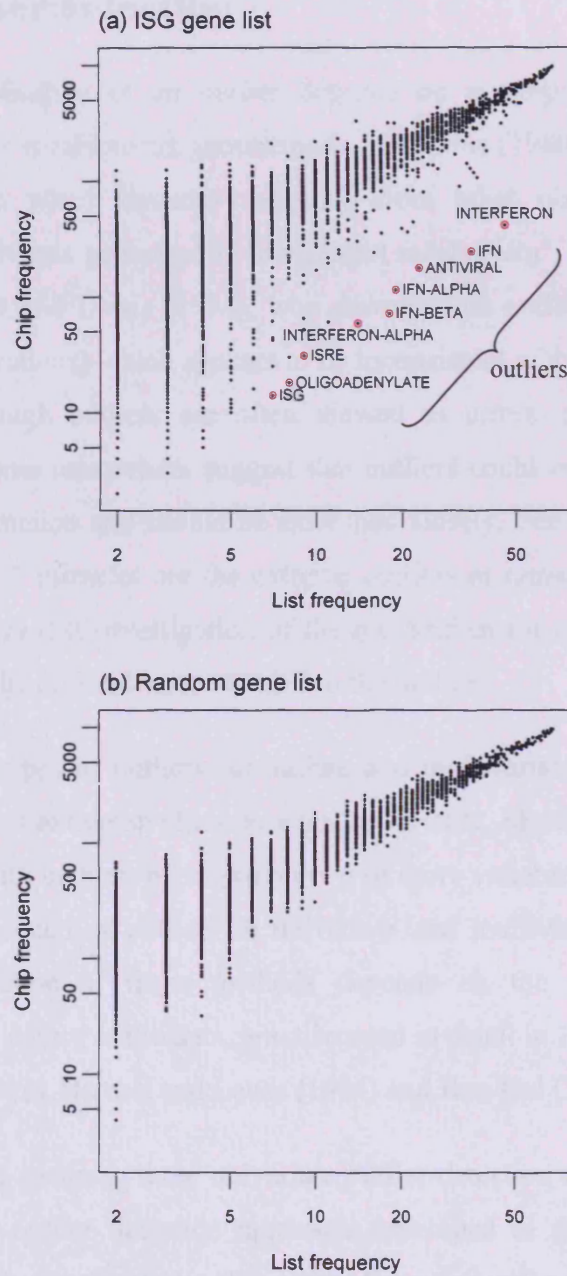 (a) ISG gene list
Chip frequency
5000
500
50
10
5
INTERFERON
IFN
ANTIVIRAL
IFN-ALPHA
IFN-BETA
INTERFERON-ALPHA
ISRE
OLIGOADENYLATE
ISG
outliers
2 5 10 20 50
List frequency
(b) Random gene list
Chip frequency
5000
500
50
10
5
2 5 10 20 50
List frequency